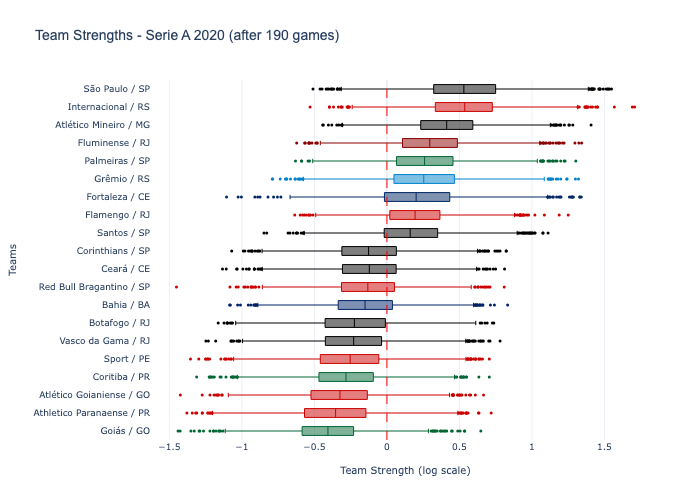 Team Strengths - Serie A 2020 (after 190 games)
São Paulo / SP
Internacional / RS
Atlético Mineiro / MG
Fluminense / RJ
Palmeiras / SP
Grêmio / RS
Fortaleza / CE
Flamengo / RJ
Santos / SP
Corinthians / SP
Ceará / CE
Red Bull Bragantino / SP
Bahia / BA
Botafogo / RJ
Vasco da Gama / RJ
Sport / PE
Coritiba / PR
Atlético Goianiense / GO
Athletico Paranaense / PR
Goiás / GO
Teams
−1.5 −1 −0.5 0 0.5 1 1.5
Team Strength (log scale)